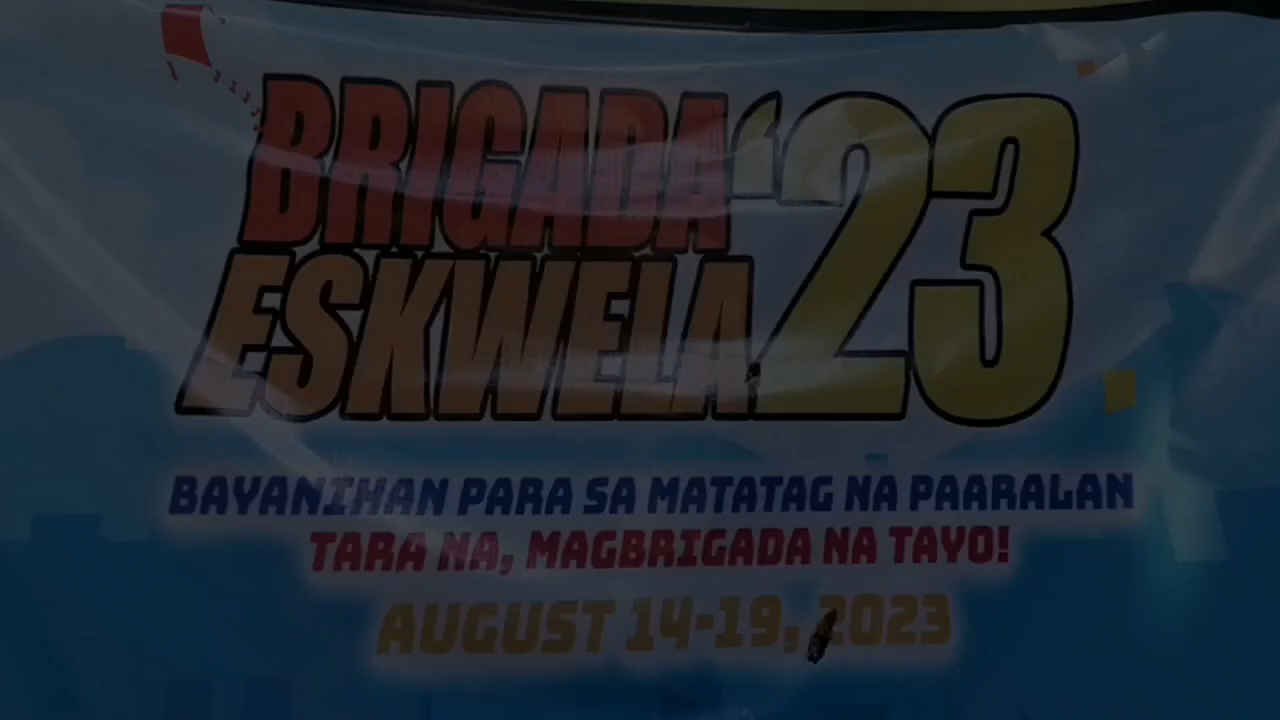 BRIGADA
ESKWELA
‘23
BAYANIHAN PARA SA MATATAG NA PAARALAN
TARA NA, MAGBRIGADA NA TAYO!
AUGUST 14-19, 2023